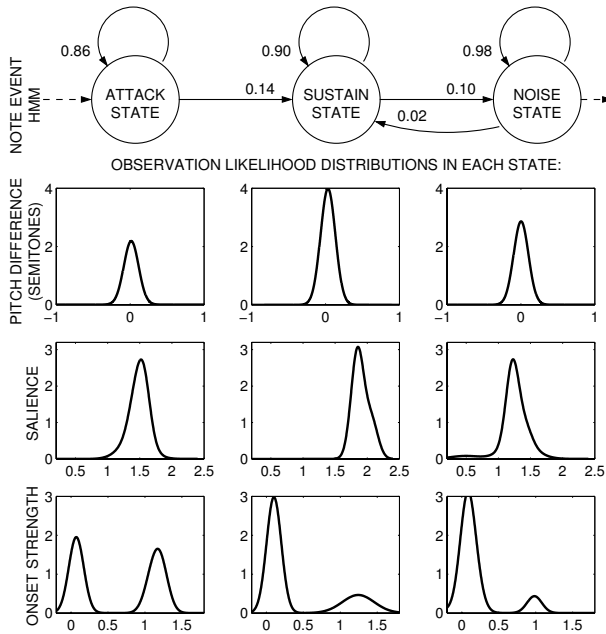 NOTE EVENT
HMM
0.86
0.90
0.98
ATTACK
STATE
0.14
SUSTAIN
STATE
0.10
0.02
NOISE
STATE
OBSERVATION LIKELIHOOD DISTRIBUTIONS IN EACH STATE:
PITCH DIFFERENCE
(SEMITONES)
4
2
0
−1 0 1
4
2
0
−1 0 1
4
2
0
−1 0 1
SALIENCE
3
2
1
0
0.5 1 1.5 2 2.5
3
2
1
0
0.5 1 1.5 2 2.5
3
2
1
0
0.5 1 1.5 2 2.5
ONSET STRENGTH
3
2
1
0
0 0.5 1 1.5
3
2
1
0
0 0.5 1 1.5
3
2
1
0
0 0.5 1 1.5